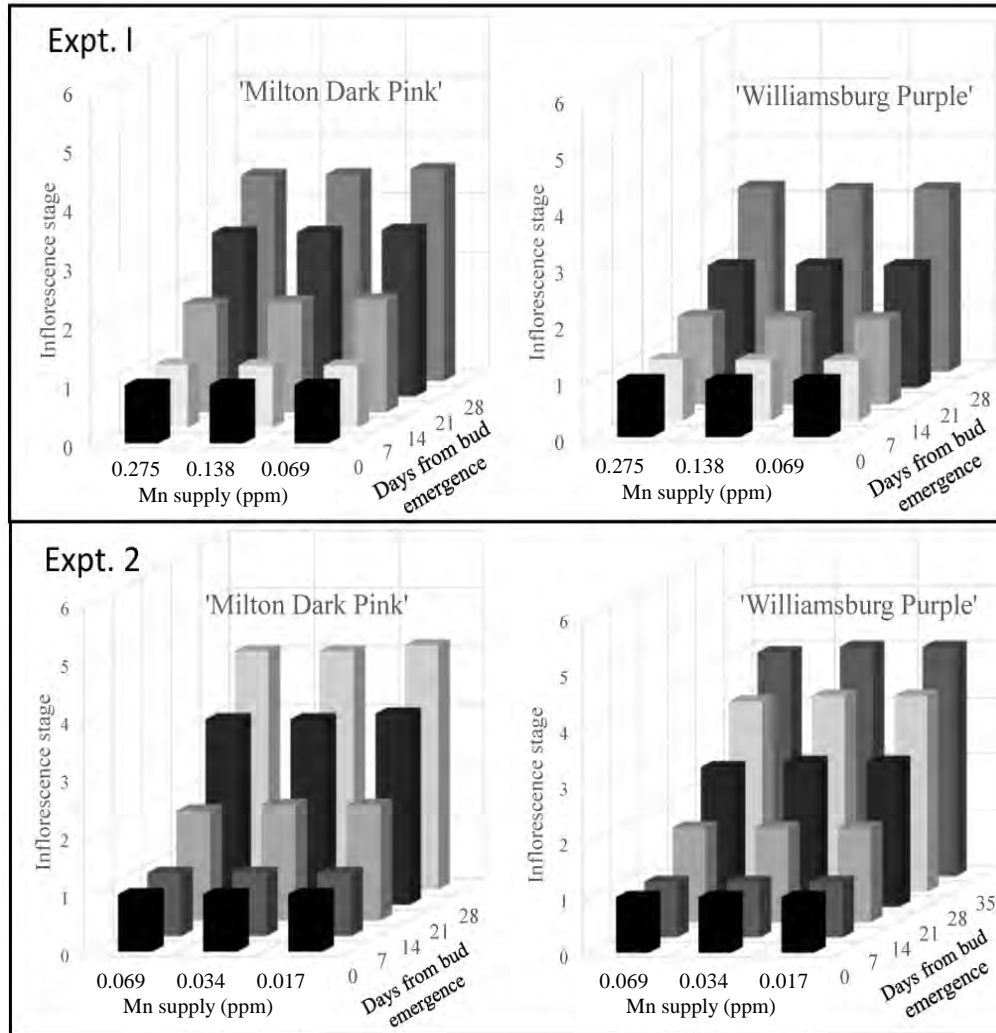 Expt. I
'Milton Dark Pink'
Inflorescence stage
6
5
4
3
2
1
0
0.275 0.138 0.069
Mn supply (ppm)
0 7 14 21 28
Days from bud
emergence
'Williamsburg Purple'
Inflorescence stage
6
5
4
3
2
1
0
0.275 0.138 0.069
Mn supply (ppm)
0 7 14 21 28
Days from bud
emergence
Expt. 2
'Milton Dark Pink'
Inflorescence stage
6
5
4
3
2
1
0
0.069 0.034 0.017
Mn supply (ppm)
0 7 14 21 28
Days from bud
emergence
'Williamsburg Purple'
Inflorescence stage
6
5
4
3
2
1
0
0.069 0.034 0.017
Mn supply (ppm)
0 7 14 21 28 35
Days from bud
emergence